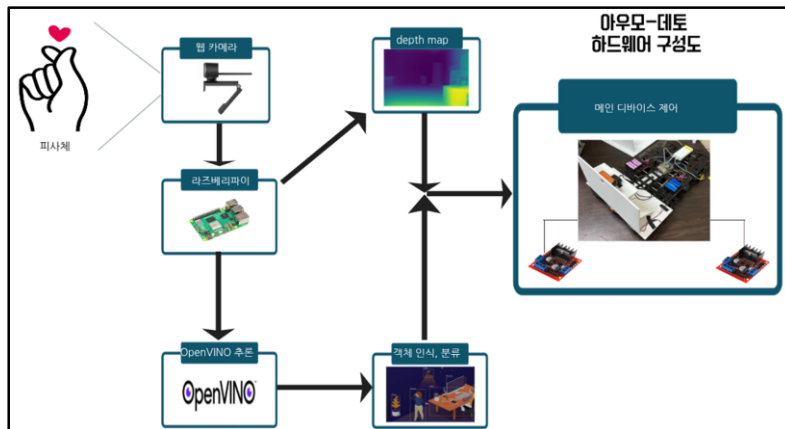 아우모-데토
하드웨어 구성도
웹 카메라
depth map
메인 디바이스 제어
피사체
라즈베리파이
OpenVINO 추론
객체 인식, 분류
OpenVINO